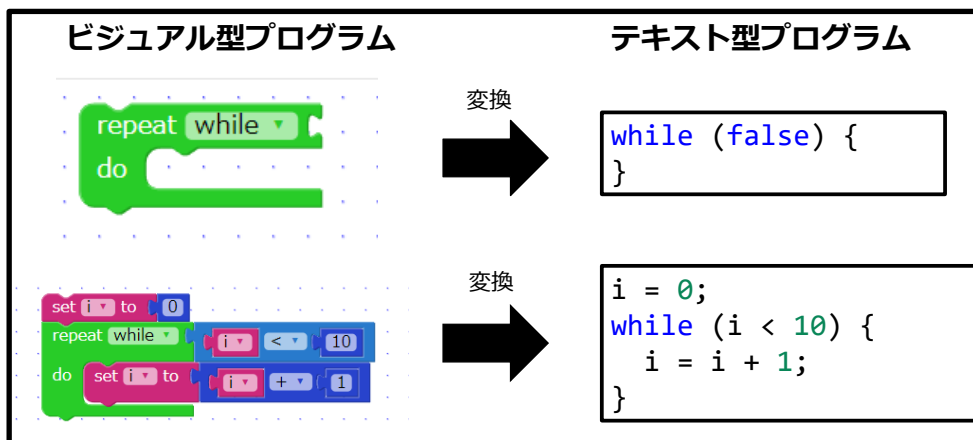 ビジュアル型プログラム
テキスト型プログラム
repeat while
do
変換
while (false) {
}
set i to 0
repeat while i < 10
do set i to i + 1
変換
i = 0;
while (i < 10) {
  i = i + 1;
}